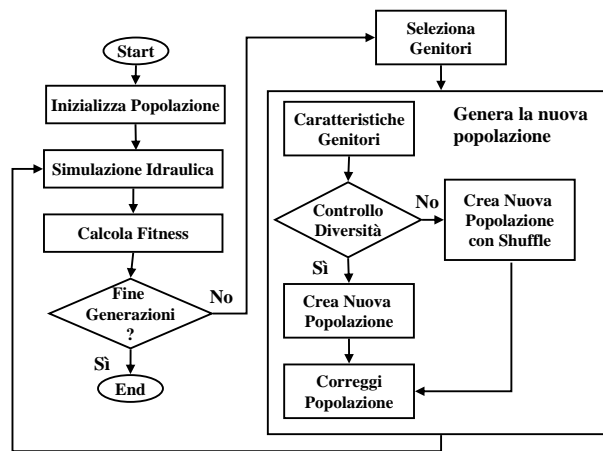 Start
Inizializza Popolazione
Simulazione Idraulica
Calcola Fitness
Fine
Generazioni
?
No
Sì
End
Seleziona
Genitori
Genera la nuova
popolazione
Caratteristiche
Genitori
Controllo
Diversità
No
Crea Nuova
Popolazione
con Shuffle
Sì
Crea Nuova
Popolazione
Correggi
Popolazione